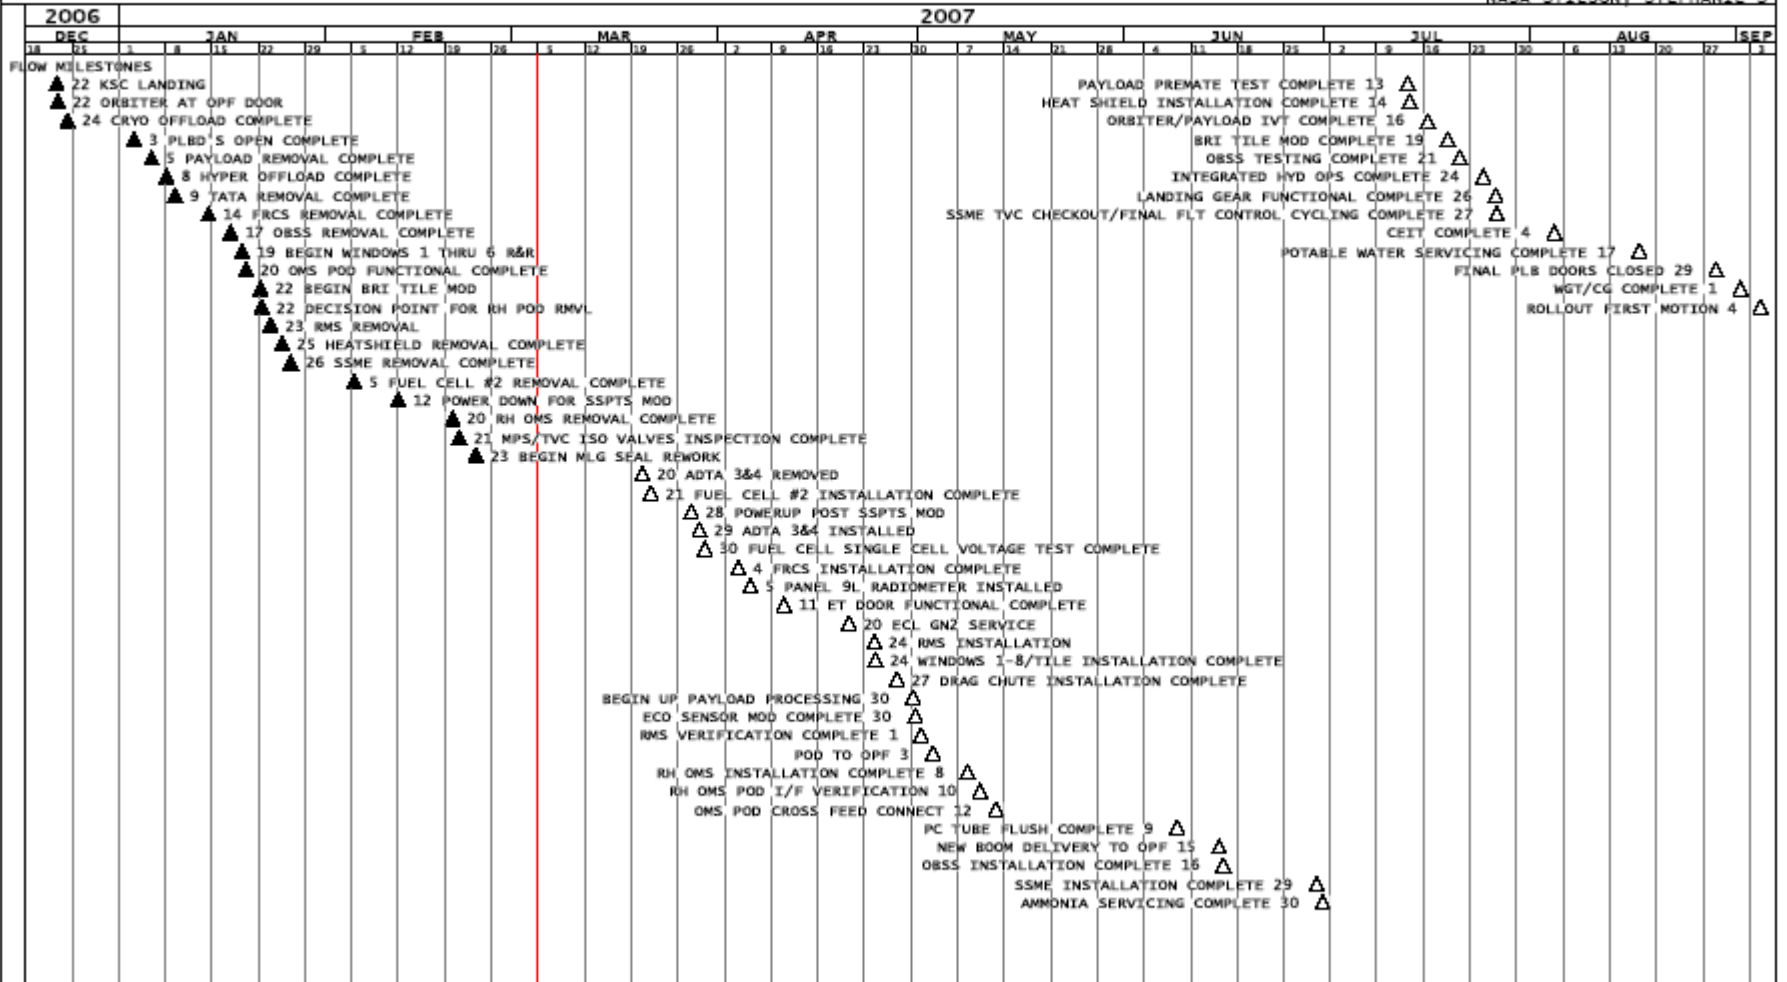 2006 2007
DEC JAN FEB MAR APR MAY JUN JUL AUG SEP
18 25 1 8 15 22 29 5 12 19 26 5 12 19 26 2 9 16 23 30 7 14 21 28 4 11 18 25 2 9 16 23 30 6 13 20 27 3
FLOW MILESTONES
22 KSC LANDING
22 ORBITER AT OPF DOOR
24 CRYO OFFLOAD COMPLETE
3 PLBD'S OPEN COMPLETE
5 PAYLOAD REMOVAL COMPLETE
8 HYPER OFFLOAD COMPLETE
9 TATA REMOVAL COMPLETE
14 FRCS REMOVAL COMPLETE
17 OBSS REMOVAL COMPLETE
19 BEGIN WINDOWS 1 THRU 6 R&R
20 OMS POD FUNCTIONAL COMPLETE
22 BEGIN BRI TILE MOD
22 DECISION POINT FOR RH POD RMVL
23 RMS REMOVAL
25 HEATSHIELD REMOVAL COMPLETE
26 SSME REMOVAL COMPLETE
5 FUEL CELL #2 REMOVAL COMPLETE
12 POWER DOWN FOR SSPTS MOD
20 RH OMS REMOVAL COMPLETE
21 MPS/TVC ISO VALVES INSPECTION COMPLETE
23 BEGIN MLG SEAL REWORK
20 ADTA 3&4 REMOVED
21 FUEL CELL #2 INSTALLATION COMPLETE
28 POWERUP POST SSPTS MOD
29 ADTA 3&4 INSTALLED
30 FUEL CELL SINGLE CELL VOLTAGE TEST COMPLETE
4 FRCS INSTALLATION COMPLETE
5 PANEL 9L RADIOMETER INSTALLED
11 ET DOOR FUNCTIONAL COMPLETE
20 ECL GN2 SERVICE
24 RMS INSTALLATION
24 WINDOWS 1-8/TILE INSTALLATION COMPLETE
27 DRAG CHUTE INSTALLATION COMPLETE
BEGIN UP PAYLOAD PROCESSING 30
ECO SENSOR MOD COMPLETE 30
RMS VERIFICATION COMPLETE 1
POD TO OPF 3
RH OMS INSTALLATION COMPLETE 8
RH OMS POD I/F VERIFICATION 10
OMS POD CROSS FEED CONNECT 12
PC TUBE FLUSH COMPLETE 9
NEW BOOM DELIVERY TO OPF 15
OBSS INSTALLATION COMPLETE 16
SSME INSTALLATION COMPLETE 29
AMMONIA SERVICING COMPLETE 30
PAYLOAD PREMATE TEST COMPLETE 13
HEAT SHIELD INSTALLATION COMPLETE 14
ORBITER/PAYLOAD IVT COMPLETE 16
BRI TILE MOD COMPLETE 19
OBSS TESTING COMPLETE 21
INTEGRATED HYD OPS COMPLETE 24
LANDING GEAR FUNCTIONAL COMPLETE 26
SSME TVC CHECKOUT/FINAL FLT CONTROL CYCLING COMPLETE 27
CEIT COMPLETE 4
POTABLE WATER SERVICING COMPLETE 17
FINAL PLB DOORS CLOSED 29
WGT/CG COMPLETE 1
ROLLOUT FIRST MOTION 4